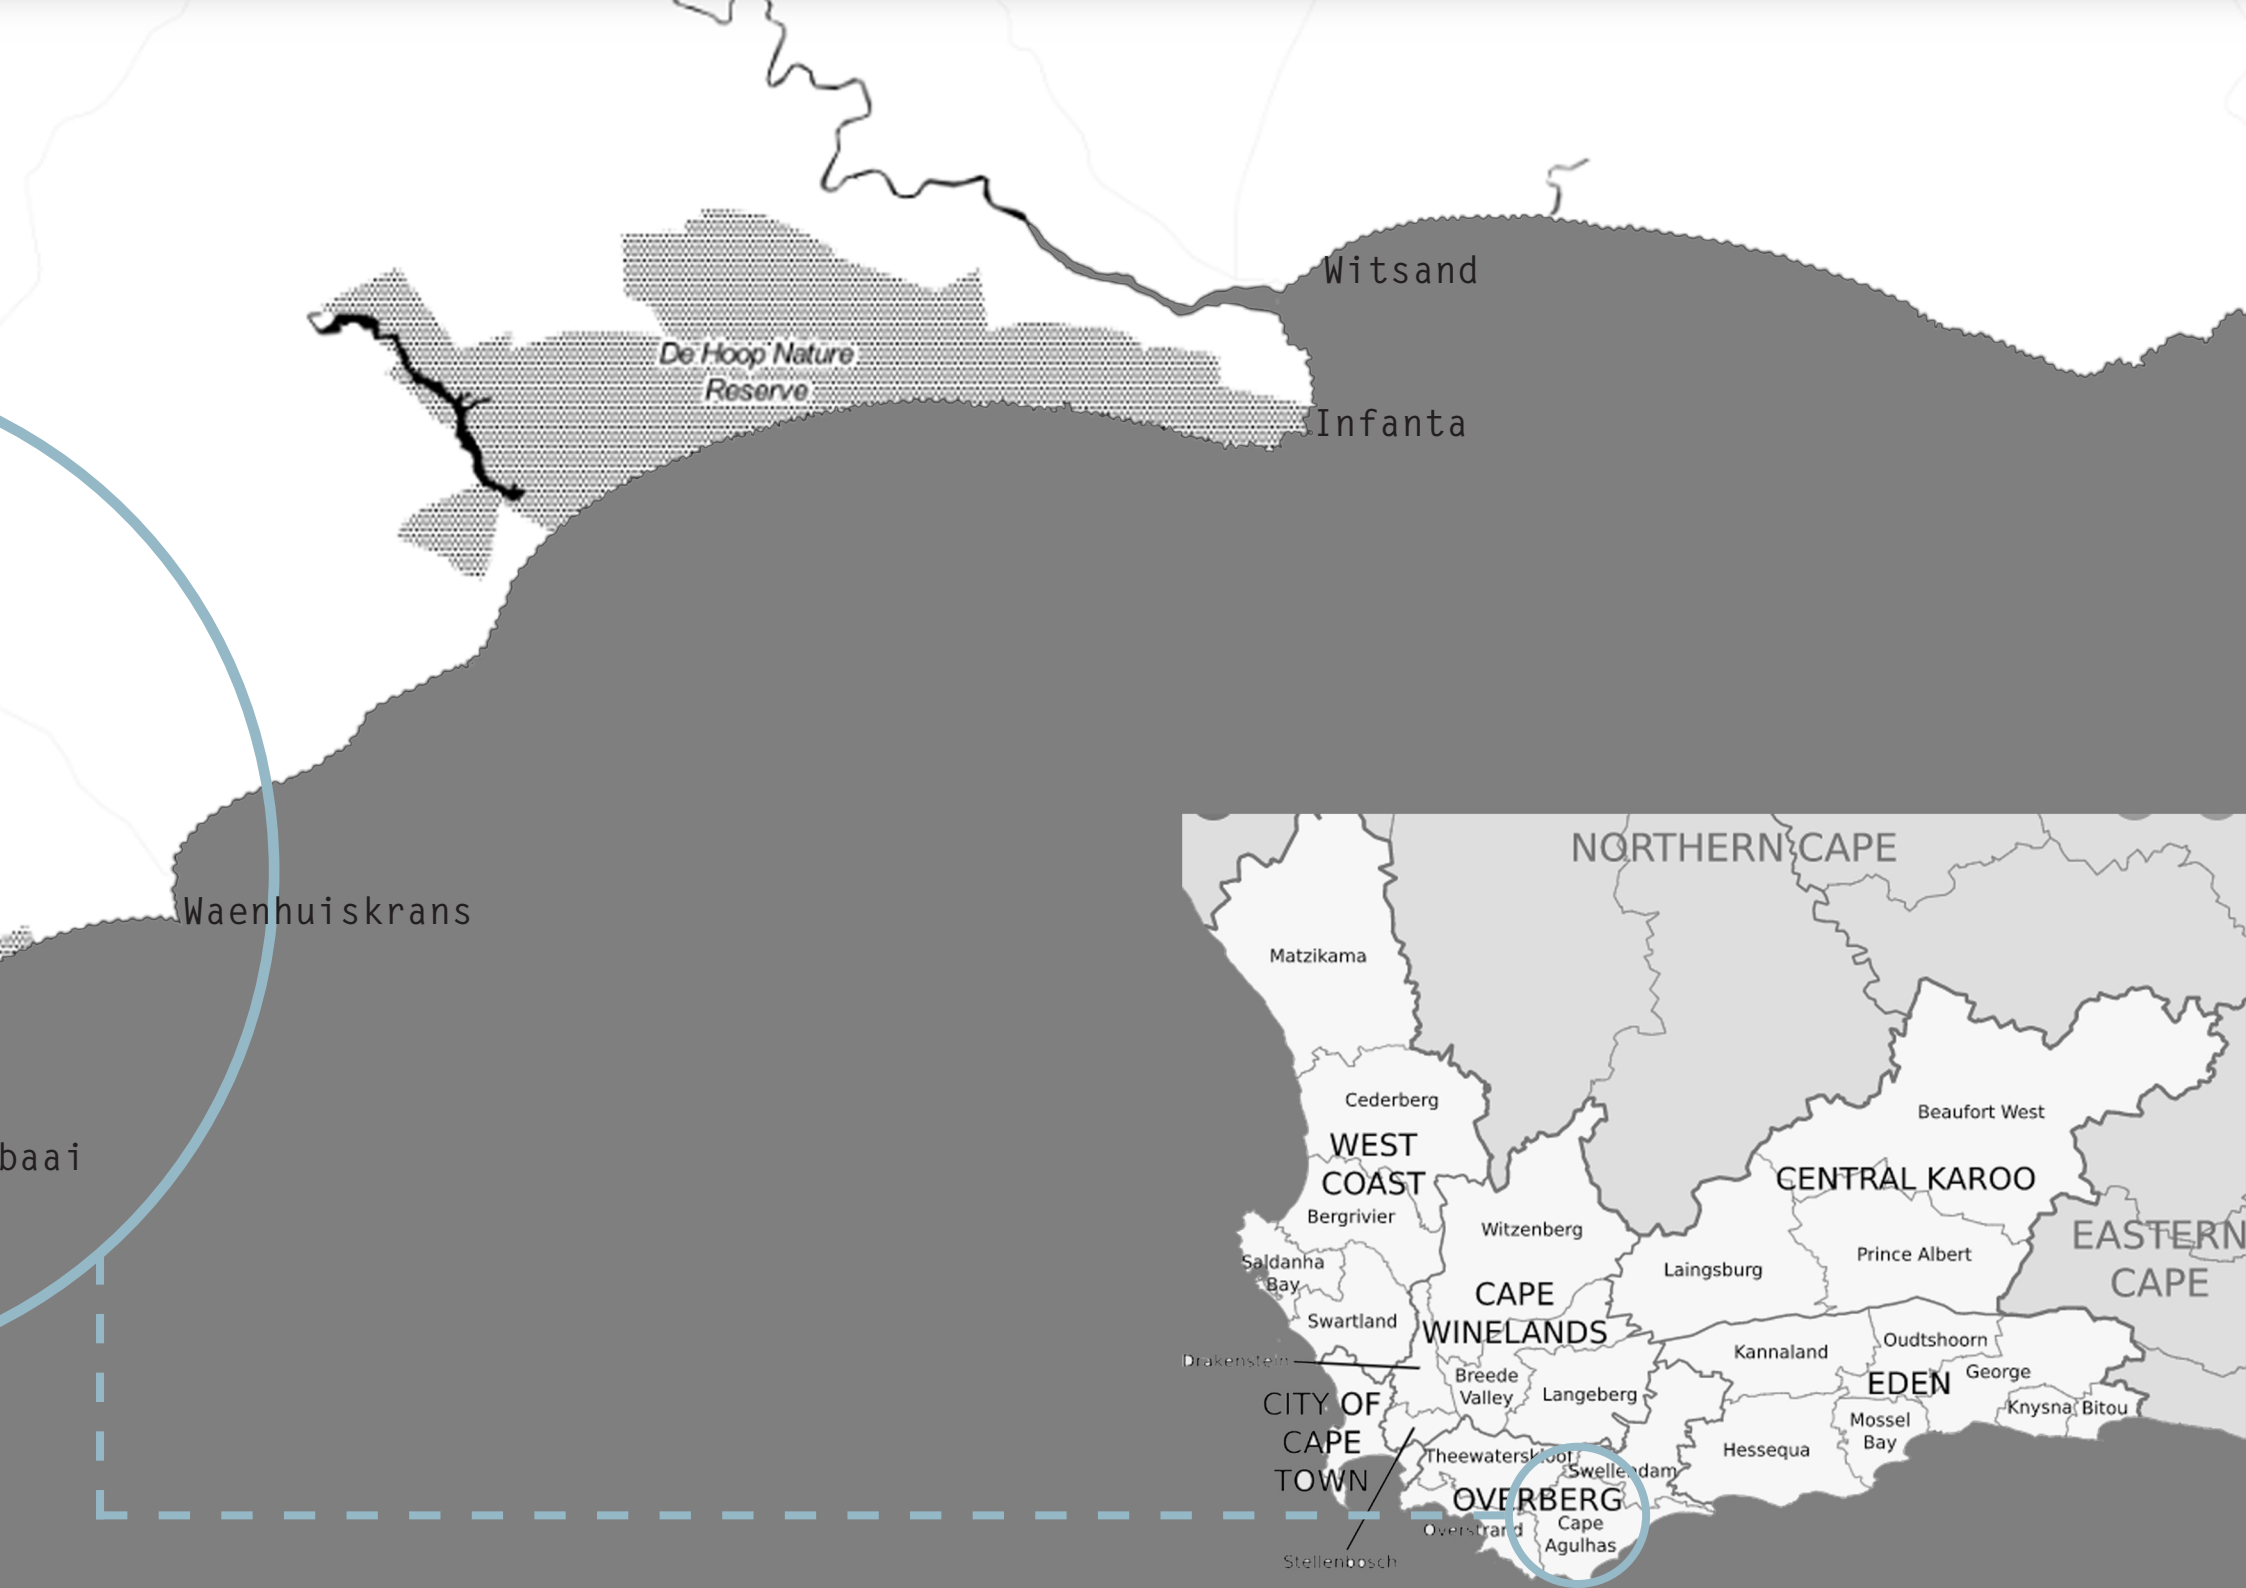 Witsand
De Hoop Nature
Reserve
Infanta
Waenhuiskrans
baai
NORTHERN CAPE
Matzikama
Cederberg
Beaufort West
WEST
COAST
CENTRAL KAROO
Bergrivier
Witzenberg
EASTERN
CAPE
Prince Albert
Saldanha
Bay
Laingsburg
CAPE
WINELANDS
Swartland
Oudtshoorn
Kannaland
Drakenstein
George
EDEN
Breede
Valley
Langeberg
CITY OF
CAPE
TOWN
Knysna
Bitou
Mossel
Bay
Hessequa
Theewaterskloof
Swellendam
OVERBERG
Cape
Agulhas
Overstrand
Stellenbosch